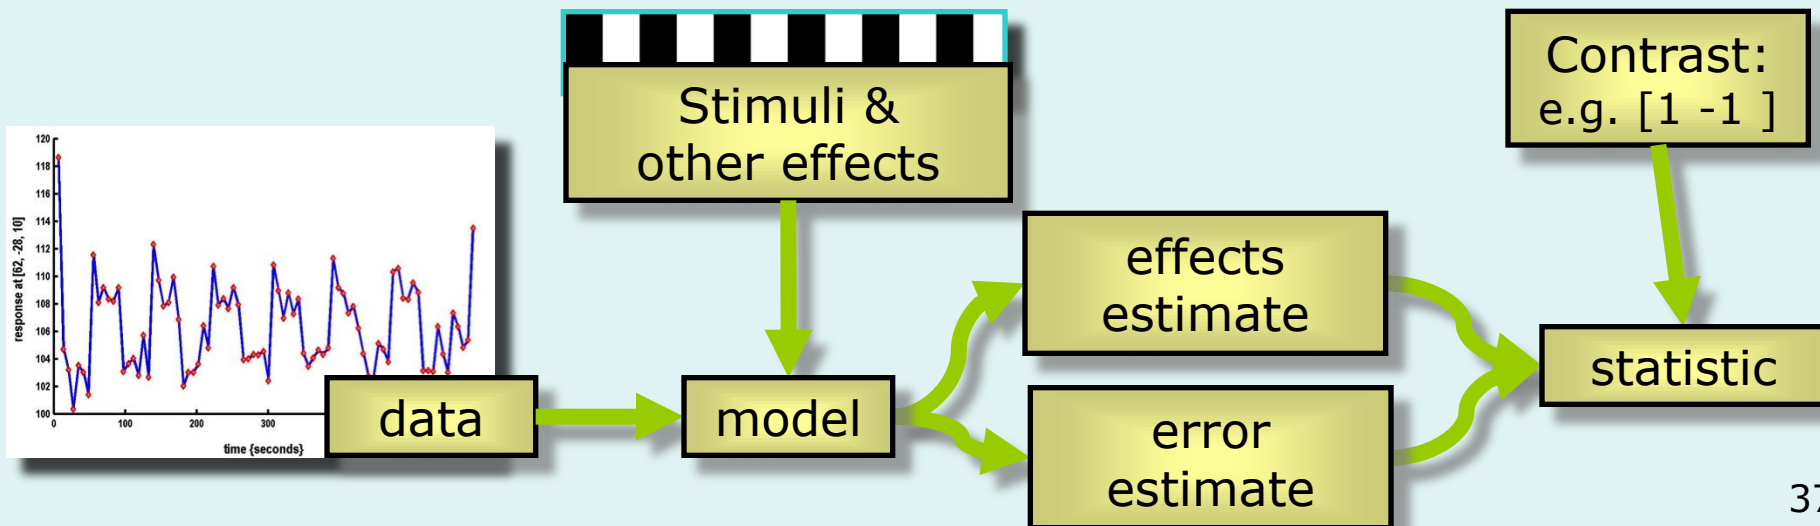 Stimuli &
other effects
Contrast:
e.g. [1 -1 ]
response at [62, -28, 10]
120
118
116
114
112
110
108
106
104
102
100
0
100
200
300
time {seconds}
data
model
effects
estimate
error
estimate
statistic
37